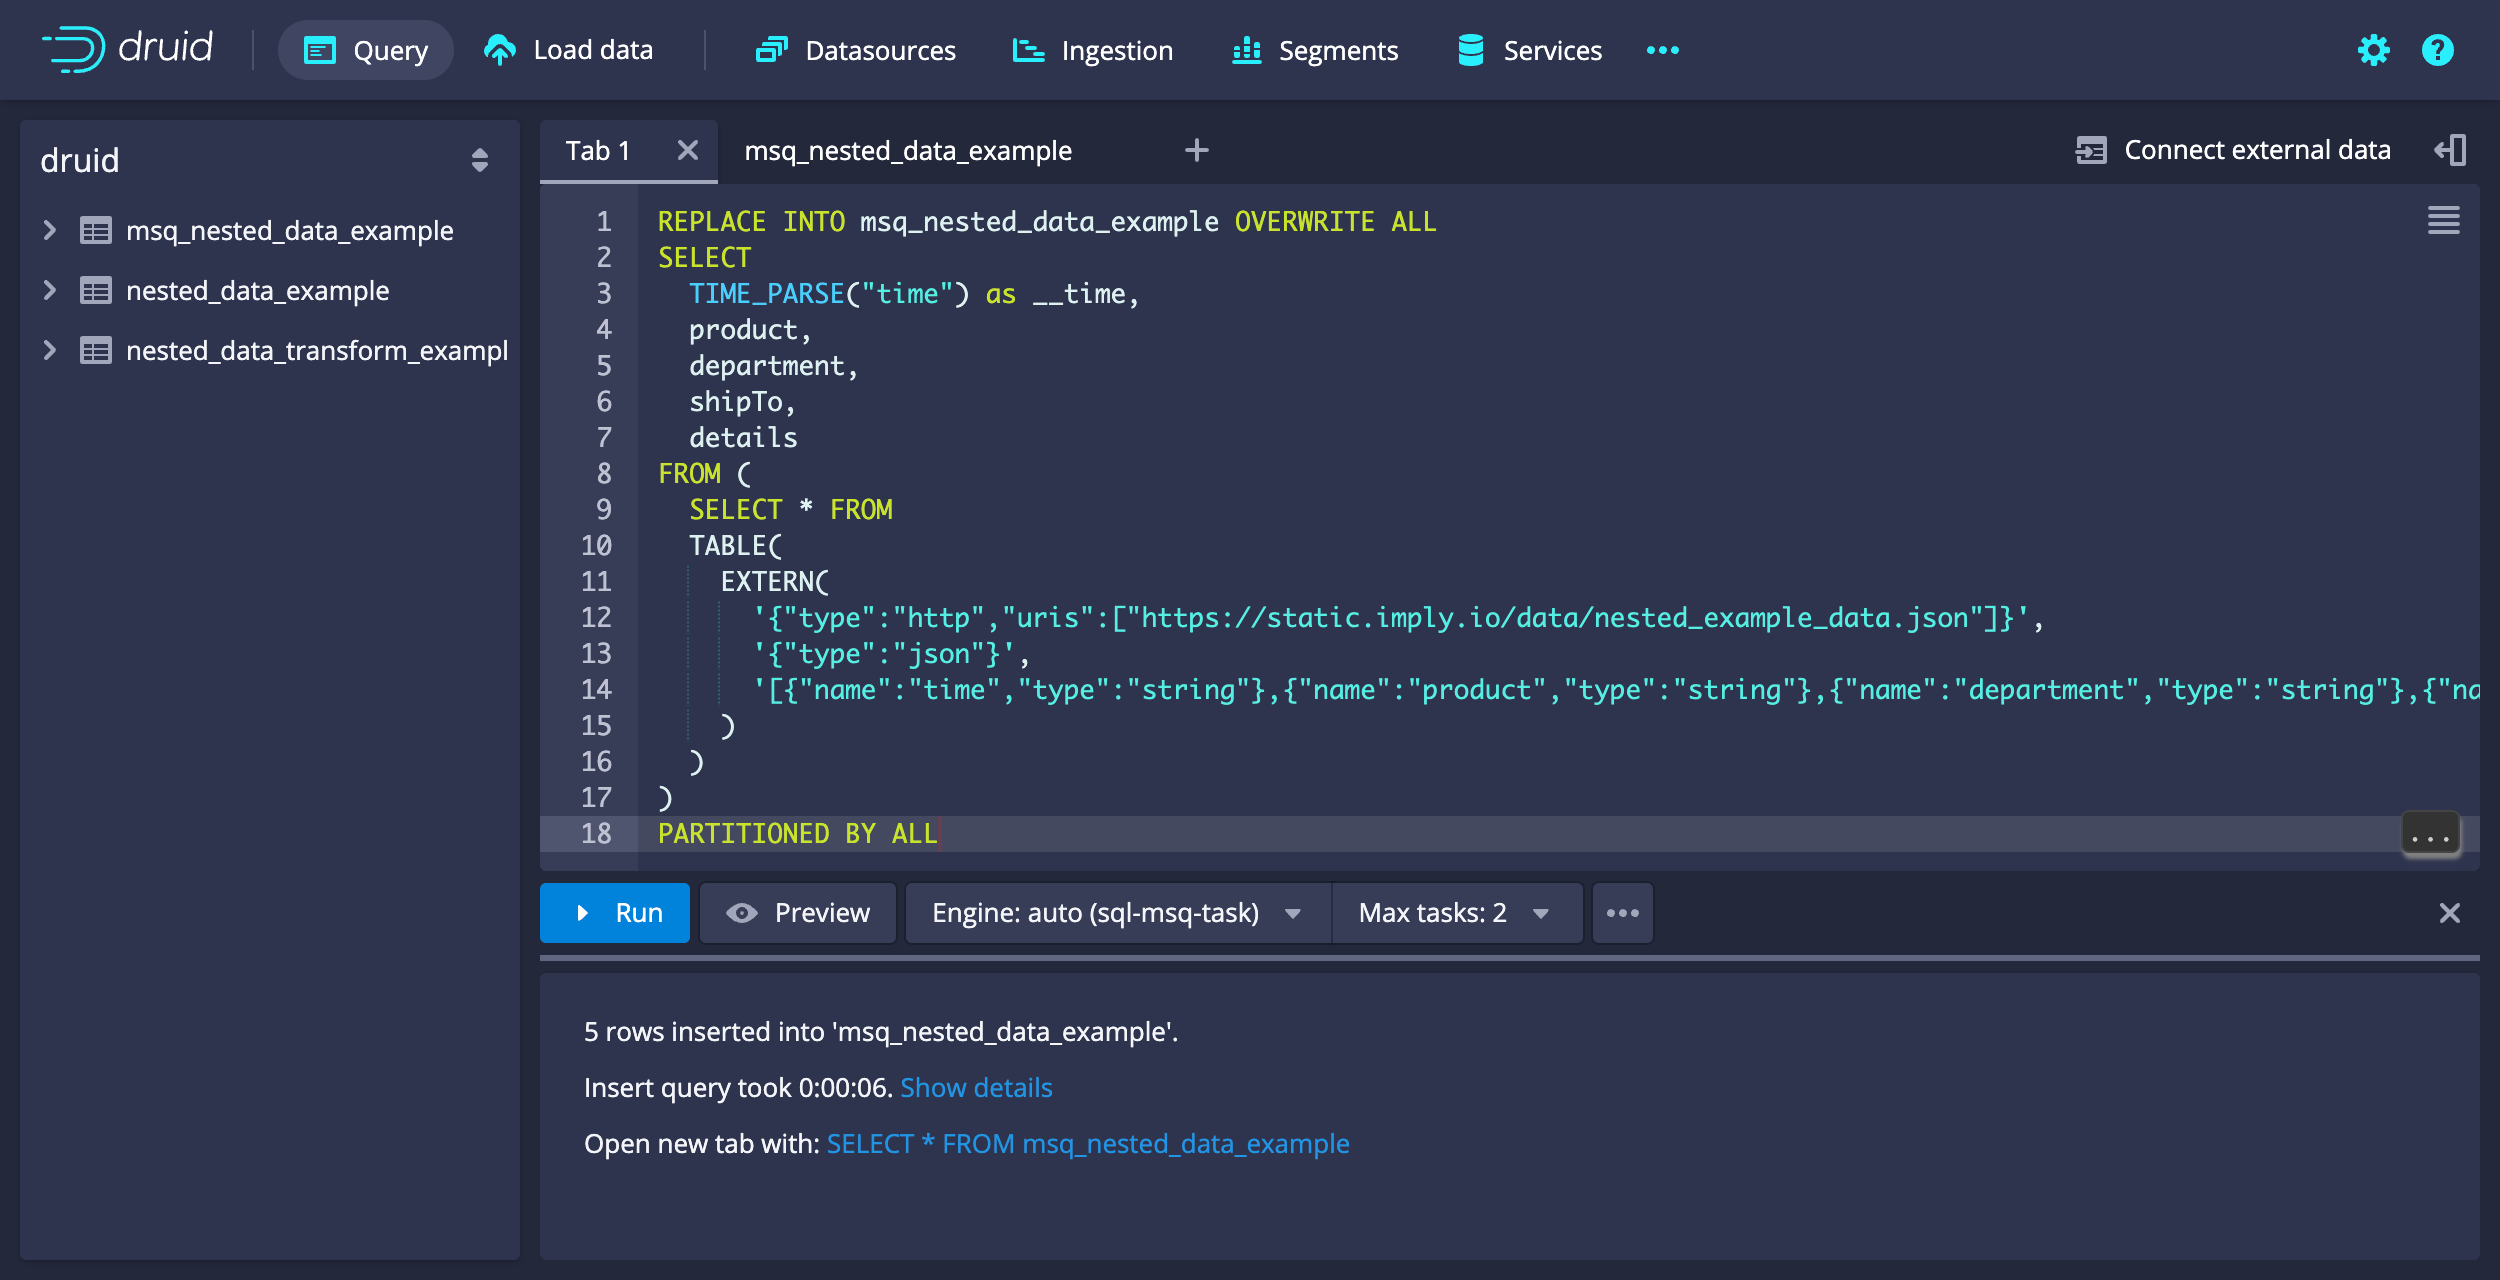 druid
Query
Load data
Datasources
Ingestion
Segments
Services
druid
msq_nested_data_example
nested_data_example
nested_data_transform_exampl
Tab 1
msq_nested_data_example
Connect external data
1 REPLACE INTO msq_nested_data_example OVERWRITE ALL
2 SELECT
3 TIME_PARSE("time") as __time,
4 product,
5 department,
6 shipTo,
7 details
8 FROM (
9 SELECT * FROM
10 TABLE(
11 EXTERN(
12 '{"type":"http","uris":["https://static.imply.io/data/nested_example_data.json"]}',
13 '{"type":"json"}',
14 '[{"name":"time","type":"string"},{"name":"product","type":"string"},{"name":"department","type":"string"},{"na
15 )
16 )
17 )
18 PARTITIONED BY ALL
...
Run
Preview
Engine: auto (sql-msq-task)
Max tasks: 2
5 rows inserted into 'msq_nested_data_example'.
Insert query took 0:00:06. Show details
Open new tab with: SELECT * FROM msq_nested_data_example